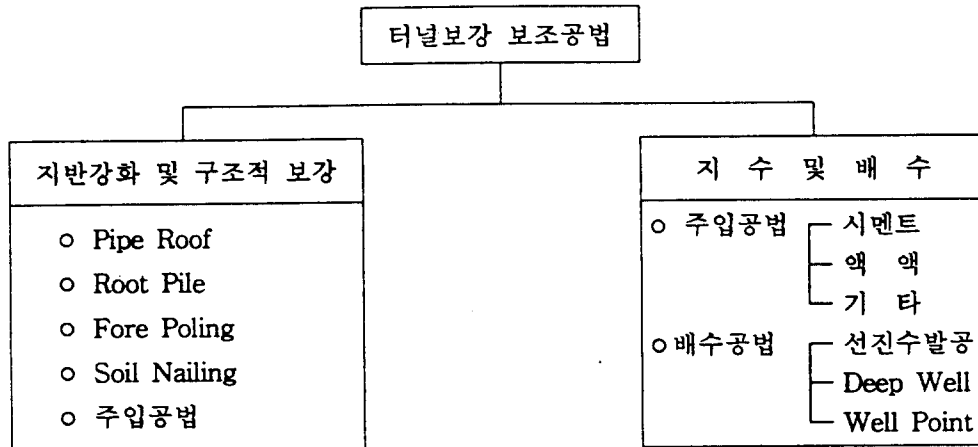 터널보강 보조공법
지반강화 및 구조적 보강
○ Pipe Roof
○ Root Pile
○ Fore Poling
○ Soil Nailing
○ 주입공법
지 수 및 배 수
○ 주입공법 시멘트
액 액
기 타
○ 배수공법 선진수발공
Deep Well
Well Point